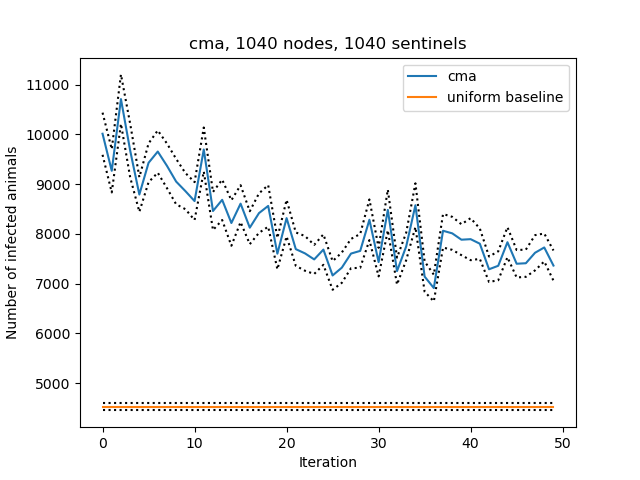 cma, 1040 nodes, 1040 sentinels
cma
uniform baseline
Number of infected animals
11000
10000
9000
8000
7000
6000
5000
0 10 20 30 40 50
Iteration